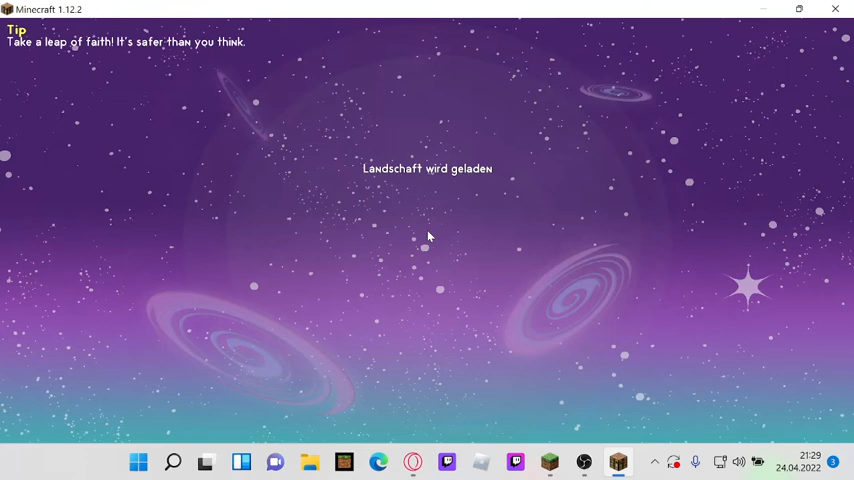 Minecraft 1.12.2
Tip
Take a leap of faith! It's safer than you think.
Landschaft wird geladen
21:29
24.04.2022
3